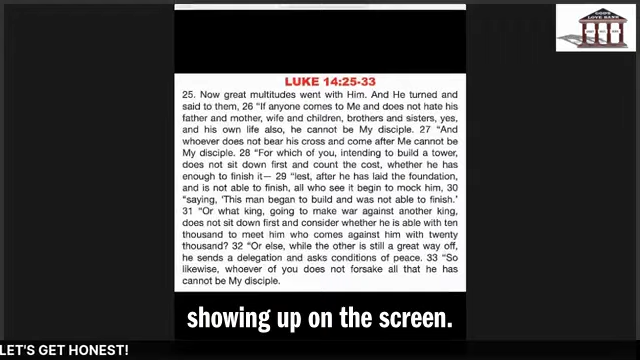 GOD'S
LOVE BANK
LUKE 14:25-33
25. Now great multitudes went with Him. And He turned and
said to them, 26 “If anyone comes to Me and does not hate his
father and mother, wife and children, brothers and sisters, yes,
and his own life also, he cannot be My disciple. 27 “And
whoever does not bear his cross and come after Me cannot be
My disciple. 28 “For which of you, intending to build a tower,
does not sit down first and count the cost, whether he has
enough to finish it— 29 “lest, after he has laid the foundation,
and is not able to finish, all who see it begin to mock him, 30
“saying, ‘This man began to build and was not able to finish.’
31 “Or what king, going to make war against another king,
does not sit down first and consider whether he is able with ten
thousand to meet him who comes against him with twenty
thousand? 32 “Or else, while the other is still a great way off,
he sends a delegation and asks conditions of peace. 33 “So
likewise, whoever of you does not forsake all that he has
cannot be My disciple.
showing up on the screen.
LET'S GET HONEST!